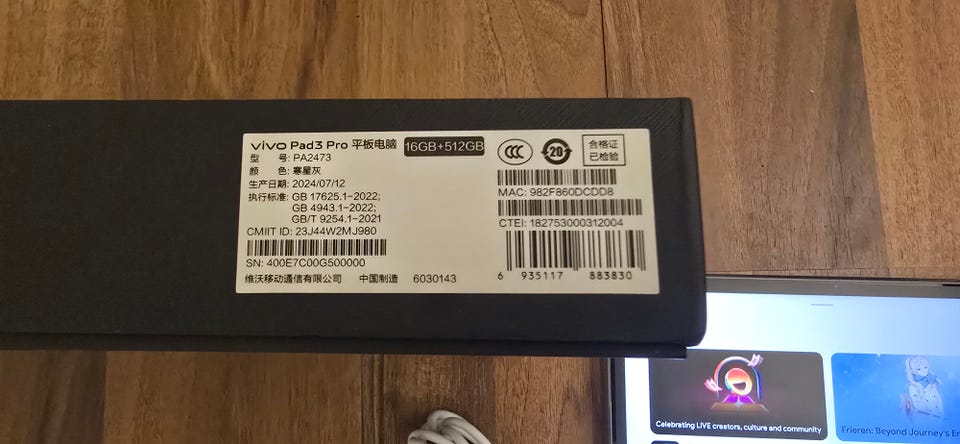 vivo Pad3 Pro 平板电脑 16GB+512GB
型 号: PA2473
颜 色: 寒星灰
生产日期: 2024/07/12
执行标准: GB 17625.1-2022;
GB 4943.1-2022;
GB/T 9254.1-2021
CMIIT ID: 23J44W2MJ980
SN: 400E7C00G500000
维沃移动通信有限公司 中国制造 6030143
CCC
20
合格证
已检验
MAC: 982F860DCDD8
CTEI: 182753000312004
6 935117 883830
Celebrating LIVE creators, culture and community
Frieren: Beyond Journey's En